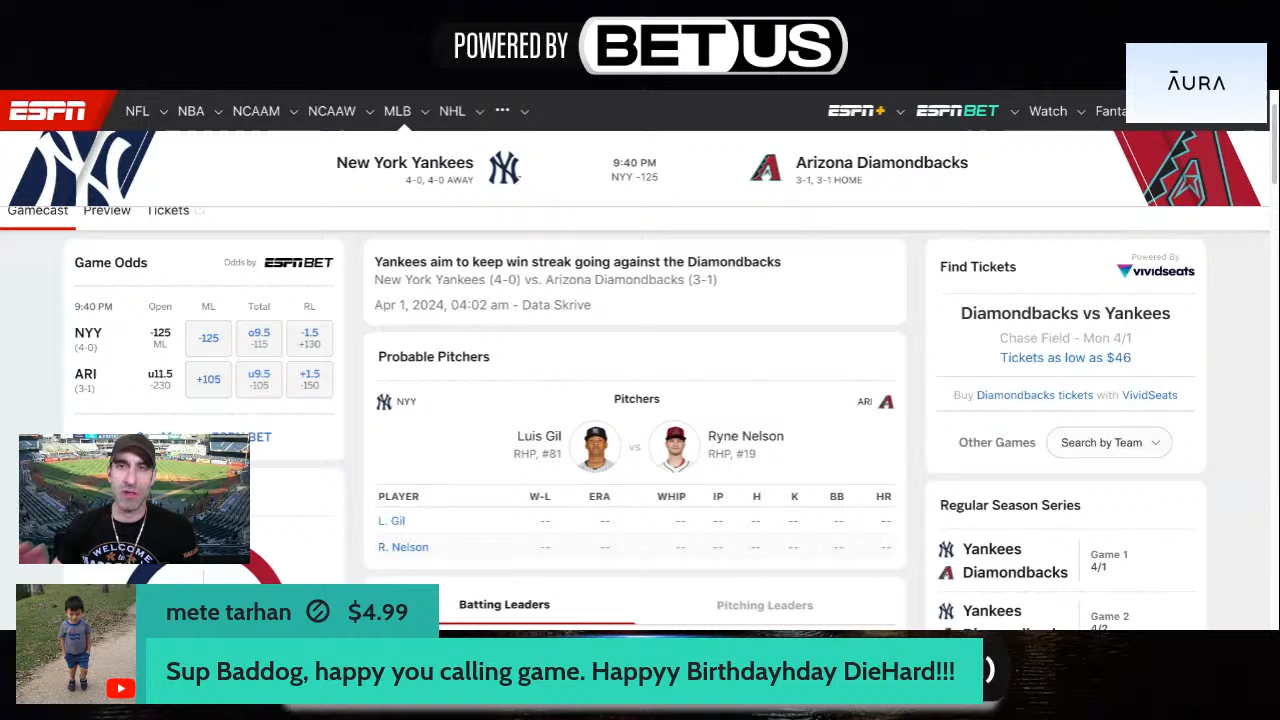 POWERED BY BETUS
ĀURA
ESPN NFL NBA NCAAM NCAAW MLB NHL ••• ESPN+ ESPN BET Watch Fanta
New York Yankees
4-0, 4-0 AWAY
9:40 PM
NYY -125
Arizona Diamondbacks
3-1, 3-1 HOME
Gamecast Preview Tickets
Game Odds Odds by ESPN BET
9:40 PM Open ML Total RL
NYY (4-0) -125 ML -125 o9.5 -115 -1.5 +130
ARI (3-1) u11.5 -230 +105 u9.5 -105 +1.5 -150
ESPN BET
Yankees aim to keep win streak going against the Diamondbacks
New York Yankees (4-0) vs. Arizona Diamondbacks (3-1)
Apr 1, 2024, 04:02 am - Data Skrive
Probable Pitchers
NYY Pitchers ARI
Luis Gil
RHP, #81
vs
Ryne Nelson
RHP, #19
PLAYER W-L ERA WHIP IP H K BB HR
L. Gil -- -- -- -- -- -- -- --
R. Nelson -- -- -- -- -- -- -- --
Batting Leaders Pitching Leaders
Find Tickets
Powered By
vividseats
Diamondbacks vs Yankees
Chase Field - Mon 4/1
Tickets as low as $46
Buy Diamondbacks tickets with VividSeats
Other Games Search by Team
Regular Season Series
Yankees
Diamondbacks
Game 1
4/1
Yankees
Game 2
4/2
WELCOME
to
mete tarhan $4.99
Sup Baddog, happy you calling game. Happyy Birthdayhday DieHard!!!